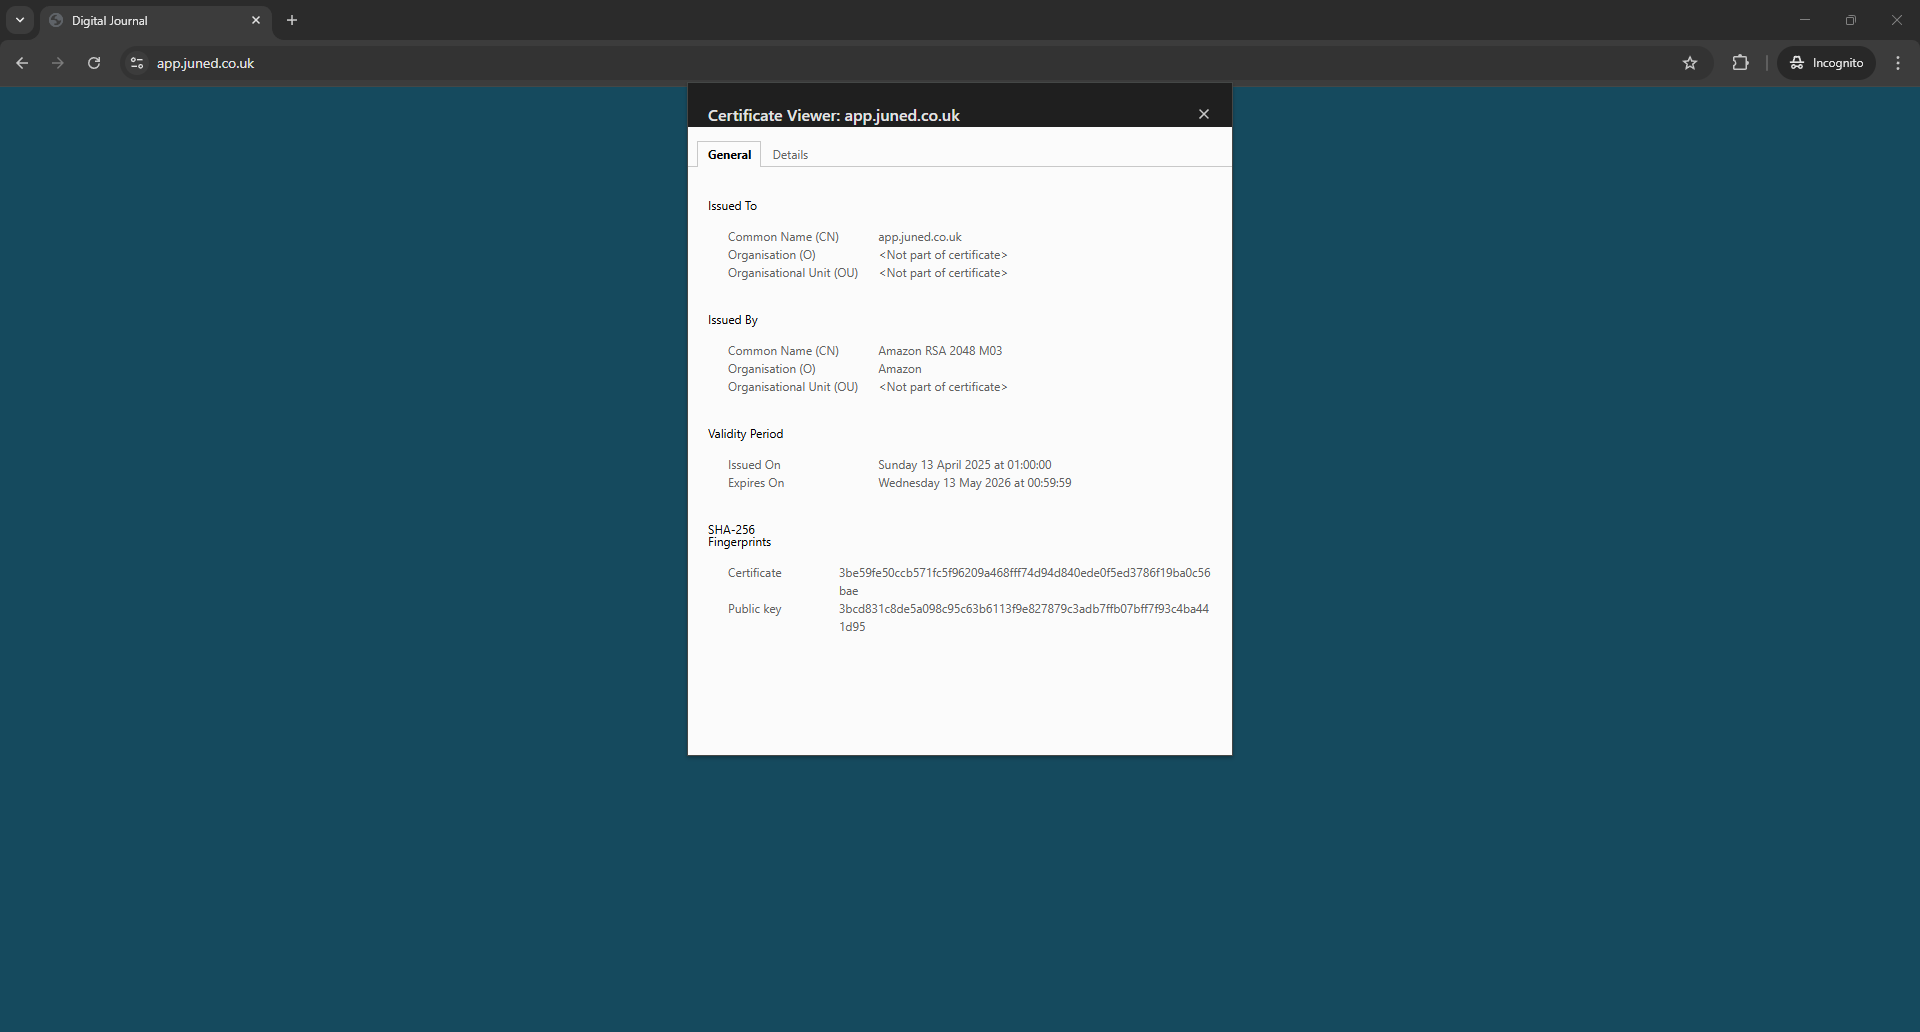 Digital Journal
app.juned.co.uk
Incognito
Certificate Viewer: app.juned.co.uk
General Details
Issued To
Common Name (CN) app.juned.co.uk
Organisation (O) <Not part of certificate>
Organisational Unit (OU) <Not part of certificate>
Issued By
Common Name (CN) Amazon RSA 2048 M03
Organisation (O) Amazon
Organisational Unit (OU) <Not part of certificate>
Validity Period
Issued On Sunday 13 April 2025 at 01:00:00
Expires On Wednesday 13 May 2026 at 00:59:59
SHA-256
Fingerprints
Certificate 3be59fe50ccb571fc5f96209a468fff74d94d840ede0f5ed3786f19ba0c56
bae
Public key 3bcd831c8de5a098c95c63b6113f9e827879c3adb7ffb07bff7f93c4ba44
1d95